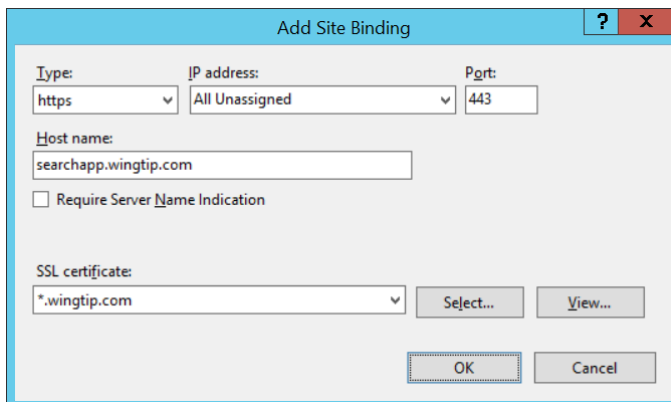 Add Site Binding
? x
Type: IP address: Port:
https All Unassigned 443
Host name:
searchapp.wingtip.com
Require Server Name Indication
SSL certificate:
*.wingtip.com Select... View...
OK Cancel